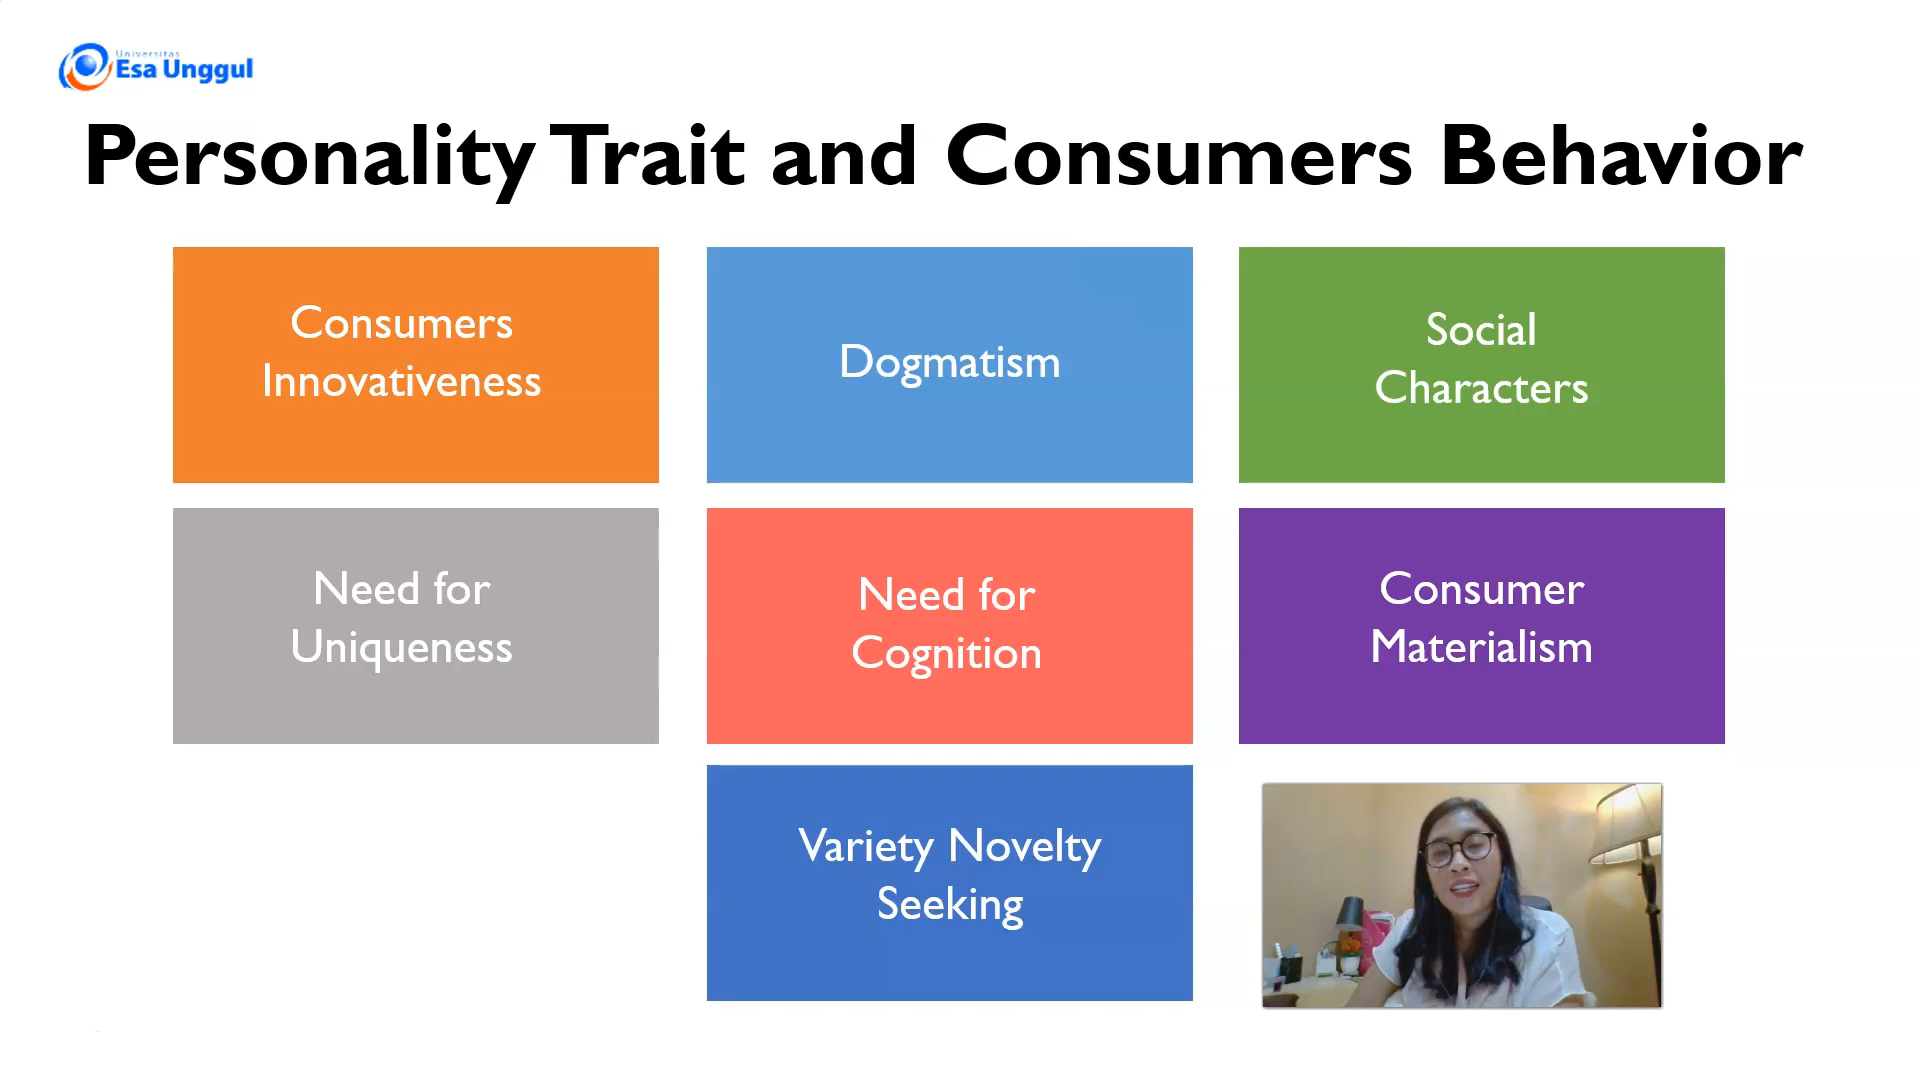 Universitas
Esa Unggul
Personality Trait and Consumers Behavior
Consumers
Innovativeness
Dogmatism
Social
Characters
Need for
Uniqueness
Need for
Cognition
Consumer
Materialism
Variety Novelty
Seeking